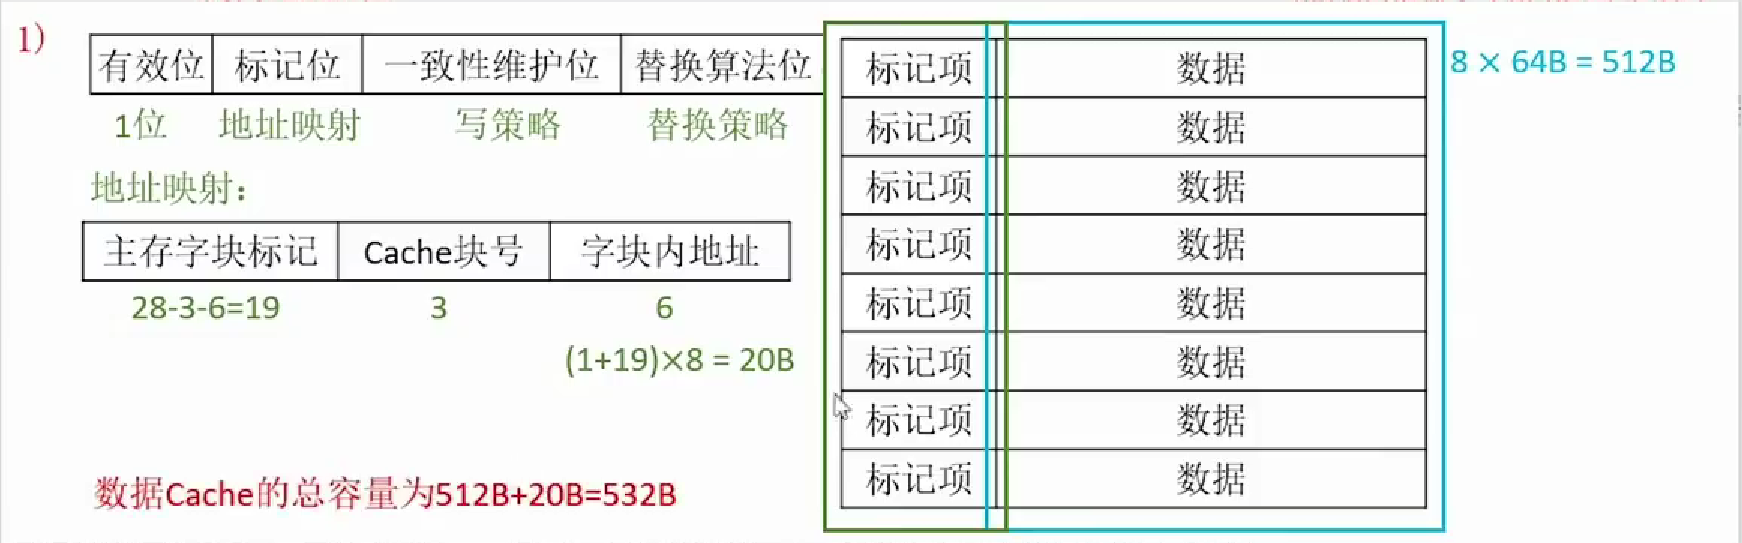 1)
有效位 标记位 一致性维护位 替换算法位
1位 地址映射 写策略 替换策略
地址映射：
主存字块标记 Cache块号 字块内地址
28-3-6=19 3 6
(1+19)×8 = 20B
数据Cache的总容量为512B+20B=532B
标记项 数据
标记项 数据
标记项 数据
标记项 数据
标记项 数据
标记项 数据
标记项 数据
标记项 数据
8 × 64B = 512B